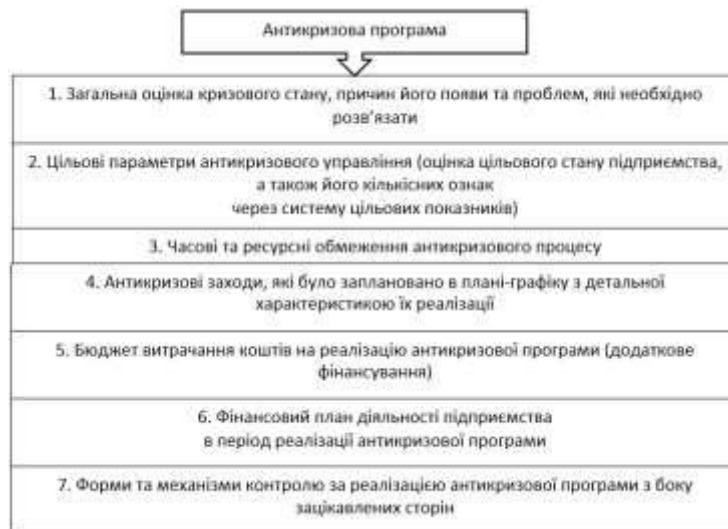 Антикризова програма
1. Загальна оцінка кризового стану, причин його появи та проблем, які необхідно
розв'язати
2. Цільові параметри антикризового управління (оцінка цільового стану підприємства,
а також його кількісних ознак
через систему цільових показників)
3. Часові та ресурсні обмеження антикризового процесу
4. Антикризові заходи, які було заплановано в плані-графіку з детальної
характеристикою їх реалізації
5. Бюджет витрачання коштів на реалізацію антикризової програми (додаткове
фінансування)
6. Фінансовий план діяльності підприємства
в період реалізації антикризової програми
7. Форми та механізми контролю за реалізацією антикризової програми з боку
зацікавлених сторін